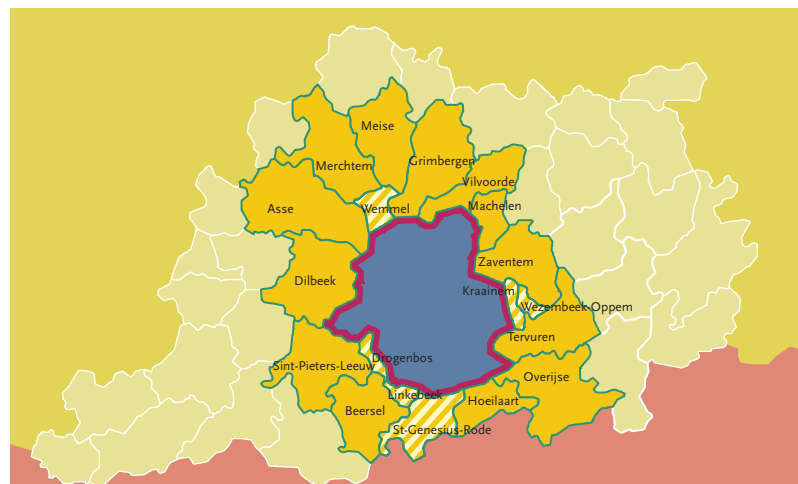 Meise
Merchtem
Grimbergen
Vilvoorde
Asse
Wemmel
Machelen
Zaventem
Dilbeek
Kraainem
Wezembeek-Oppem
Tervuren
Drogenbos
Sint-Pieters-Leeuw
Overijse
Linkebeek
Hoeilaart
Beersel
St-Genesius-Rode